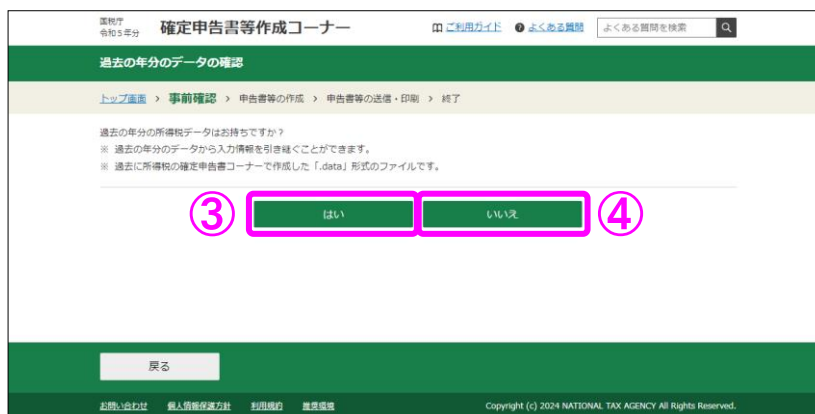 国税庁
令和5年分
確定申告書等作成コーナー
ご利用ガイド
よくある質問
よくある質問を検索
過去の年分のデータの確認
トップ画面 > 事前確認 > 申告書等の作成 > 申告書等の送信・印刷 > 終了
過去の年分の所得税データはお持ちですか？
※ 過去の年分のデータから入力情報を引き継ぐことができます。
※ 過去に所得税の確定申告書コーナーで作成した「.data」形式のファイルです。
③ はい いいえ ④
戻る
お問い合わせ 個人情報保護方針 利用規約 推奨環境 Copyright (c) 2024 NATIONAL TAX AGENCY All Rights Reserved.